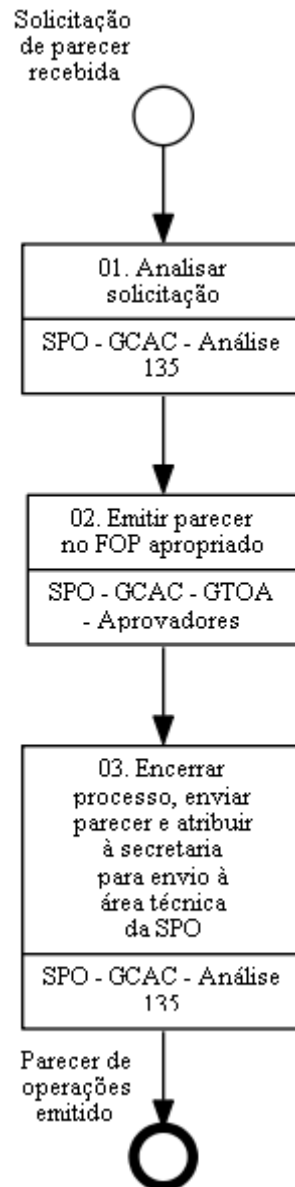 Solicitação
de parecer
recebida
01. Analisar
solicitação
SPO - GCAC - Análise
135
02. Emitir parecer
no FOP apropriado
SPO - GCAC - GTOA
- Aprovadores
03. Encerrar
processo, enviar
parecer e atribuir
à secretaria
para envio à
área técnica
da SPO
SPO - GCAC - Análise
135
Parecer de
operações
emitido